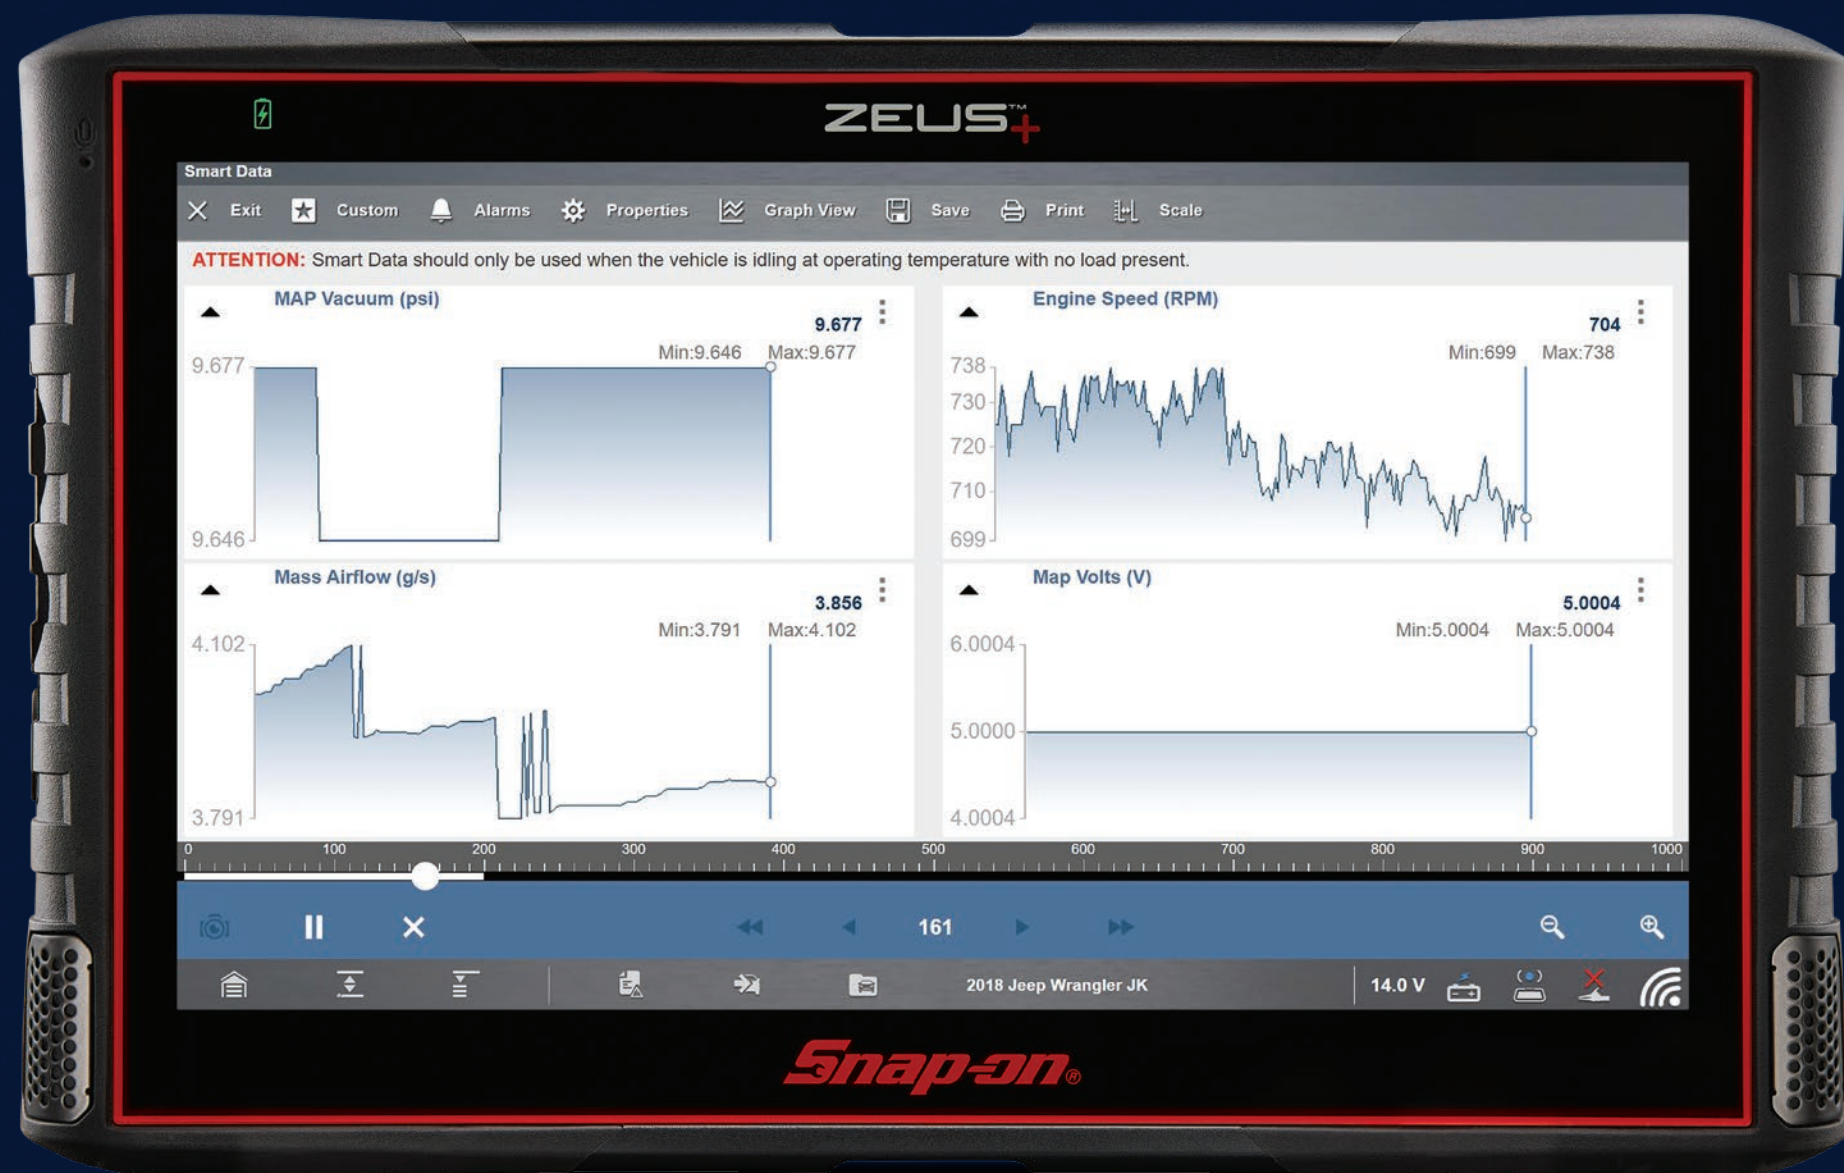 ZEUS™+
Smart Data
Exit Custom Alarms Properties Graph View Save Print Scale
ATTENTION: Smart Data should only be used when the vehicle is idling at operating temperature with no load present.
MAP Vacuum (psi)
9.677
Min:9.646 Max:9.677
9.677
9.646
Engine Speed (RPM)
704
Min:699 Max:738
738
730
720
710
699
Mass Airflow (g/s)
3.856
Min:3.791 Max:4.102
4.102
3.791
Map Volts (V)
5.0004
Min:5.0004 Max:5.0004
6.0004
5.0000
4.0004
0 100 200 300 400 500 600 700 800 900 1000
161
2018 Jeep Wrangler JK 14.0 V
Snap-on®